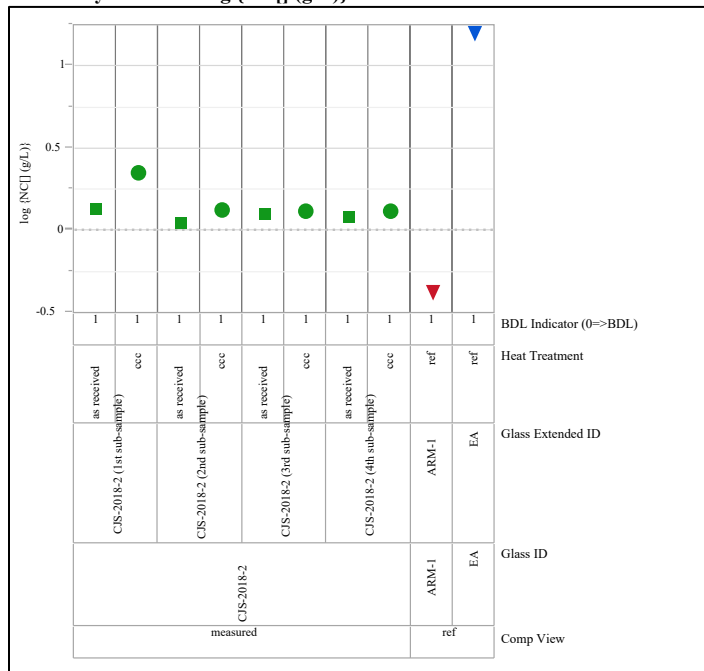 log {NC[] (g/L)}
1
0.5
0
-0.5
1 1 1 1 1 1 1 1 1 1
BDL Indicator (0=>BDL)
as received ccc as received ccc as received ccc as received ccc ref ref
Heat Treatment
CJS-2018-2 (1st sub-sample) CJS-2018-2 (2nd sub-sample) CJS-2018-2 (3rd sub-sample) CJS-2018-2 (4th sub-sample) ARM-1 EA
Glass Extended ID
CJS-2018-2 ARM-1 EA
Glass ID
measured ref
Comp View